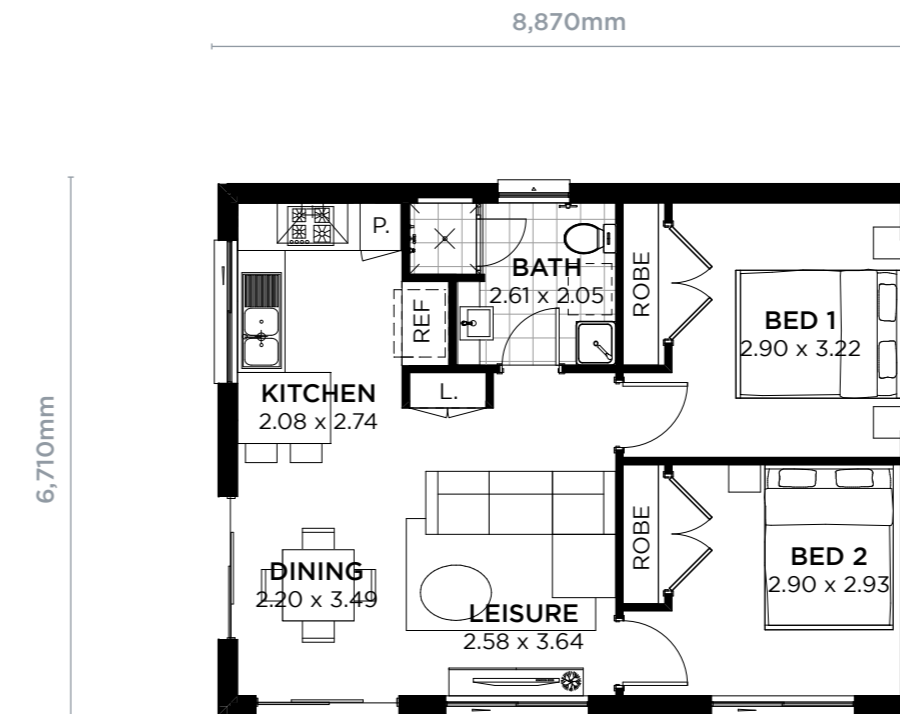 8,870mm
6,710mm
P.
BATH
2.61 x 2.05
ROBE
BED 1
2.90 x 3.22
REF
L.
KITCHEN
2.08 x 2.74
ROBE
BED 2
2.90 x 2.93
DINING
2.20 x 3.49
LEISURE
2.58 x 3.64